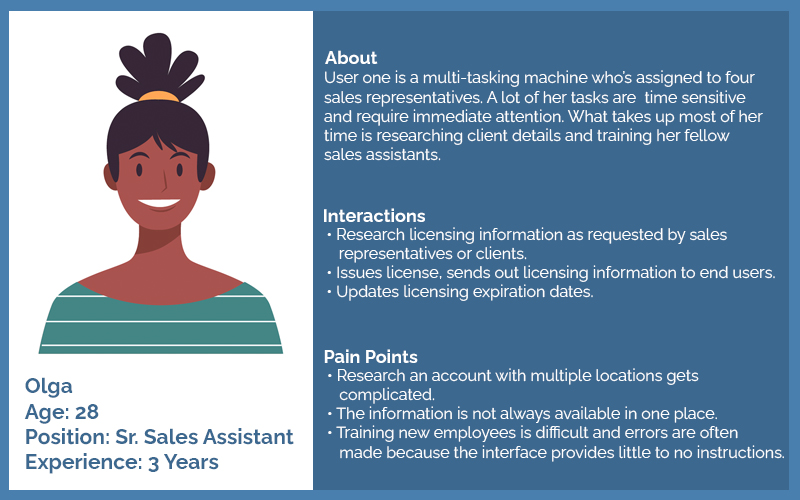 About
User one is a multi-tasking machine who's assigned to four
sales representatives. A lot of her tasks are  time sensitive
and require immediate attention. What takes up most of her
time is researching client details and training her fellow
sales assistants.
Interactions
• Research licensing information as requested by sales
representatives or clients.
• Issues license, sends out licensing information to end users.
• Updates licensing expiration dates.
Pain Points
• Research an account with multiple locations gets
complicated.
• The information is not always available in one place.
• Training new employees is difficult and errors are often
made because the interface provides little to no instructions.
Olga
Age: 28
Position: Sr. Sales Assistant
Experience: 3 Years